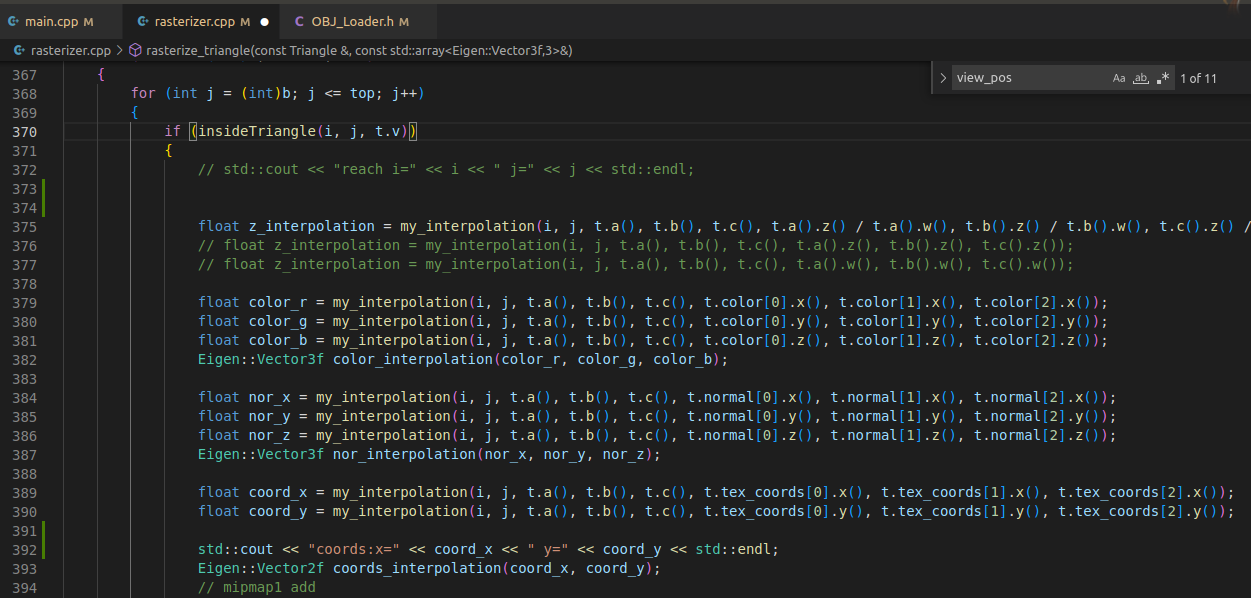 main.cpp M rasterizer.cpp M ● OBJ_Loader.h M
rasterizer.cpp > rasterize_triangle(const Triangle &, const std::array<Eigen::Vector3f,3>&)
view_pos Aa ab .* 1 of 11
367 {
368 for (int j = (int)b; j <= top; j++)
369 {
370 if (insideTriangle(i, j, t.v))
371 {
372 // std::cout << "reach i=" << i << " j=" << j << std::endl;
373
374
375 float z_interpolation = my_interpolation(i, j, t.a(), t.b(), t.c(), t.a().z() / t.a().w(), t.b().z() / t.b().w(), t.c().z() /
376 // float z_interpolation = my_interpolation(i, j, t.a(), t.b(), t.c(), t.a().z(), t.b().z(), t.c().z());
377 // float z_interpolation = my_interpolation(i, j, t.a(), t.b(), t.c(), t.a().w(), t.b().w(), t.c().w());
378
379 float color_r = my_interpolation(i, j, t.a(), t.b(), t.c(), t.color[0].x(), t.color[1].x(), t.color[2].x());
380 float color_g = my_interpolation(i, j, t.a(), t.b(), t.c(), t.color[0].y(), t.color[1].y(), t.color[2].y());
381 float color_b = my_interpolation(i, j, t.a(), t.b(), t.c(), t.color[0].z(), t.color[1].z(), t.color[2].z());
382 Eigen::Vector3f color_interpolation(color_r, color_g, color_b);
383
384 float nor_x = my_interpolation(i, j, t.a(), t.b(), t.c(), t.normal[0].x(), t.normal[1].x(), t.normal[2].x());
385 float nor_y = my_interpolation(i, j, t.a(), t.b(), t.c(), t.normal[0].y(), t.normal[1].y(), t.normal[2].y());
386 float nor_z = my_interpolation(i, j, t.a(), t.b(), t.c(), t.normal[0].z(), t.normal[1].z(), t.normal[2].z());
387 Eigen::Vector3f nor_interpolation(nor_x, nor_y, nor_z);
388
389 float coord_x = my_interpolation(i, j, t.a(), t.b(), t.c(), t.tex_coords[0].x(), t.tex_coords[1].x(), t.tex_coords[2].x());
390 float coord_y = my_interpolation(i, j, t.a(), t.b(), t.c(), t.tex_coords[0].y(), t.tex_coords[1].y(), t.tex_coords[2].y());
391
392 std::cout << "coords:x=" << coord_x << " y=" << coord_y << std::endl;
393 Eigen::Vector2f coords_interpolation(coord_x, coord_y);
394 // mipmap1 add